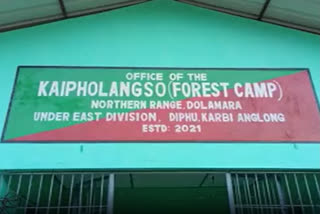 OFFICE OF THE
KAIPHOLANGSO (FOREST CAMP)
NORTHERN RANGE, DOLAMARA
UNDER EAST DIVISION, DIPHU, KARBI ANGLONG
ESTD: 2021